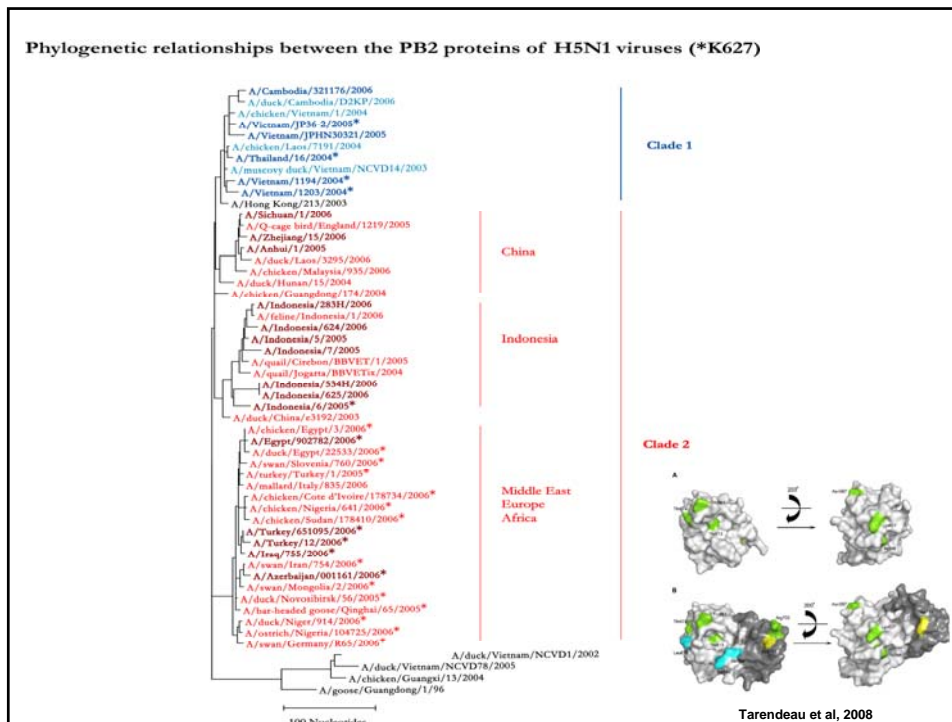 Phylogenetic relationships between the PB2 proteins of H5N1 viruses (*K627)
A/Cambodia/321176/2006
A/duck/Cambodia/D2KP/2006
A/chicken/Vietnam/1/2004
A/Vietnam/JP36-2/2005*
A/Vietnam/JPHN30321/2005
A/chicken/Laos/7191/2004
A/Thailand/16/2004*
A/muscovy duck/Vietnam/NCVD14/2003
A/Vietnam/1194/2004*
A/Vietnam/1203/2004*
A/Hong Kong/213/2003
Clade 1
A/Sichuan/1/2006
A/Q-cage bird/England/1219/2005
A/Zhejiang/15/2006
A/Anhui/1/2005
A/duck/Laos/3295/2006
A/chicken/Malaysia/935/2006
A/duck/Hunan/15/2004
A/chicken/Guangdong/174/2004
China
A/Indonesia/283H/2006
A/feline/Indonesia/1/2006
A/Indonesia/624/2006
A/Indonesia/5/2005
A/Indonesia/7/2005
A/quail/Cirebon/BBVET/1/2005
A/quail/Jogatta/BBVETix/2004
A/Indonesia/534H/2006
A/Indonesia/625/2006
A/Indonesia/6/2005*
Indonesia
A/duck/China/e3192/2003
A/chicken/Egypt/3/2006*
A/Egypt/902782/2006*
A/duck/Egypt/22533/2006*
A/swan/Slovenia/760/2006*
A/turkey/Turkey/1/2005*
A/mallard/Italy/835/2006
A/chicken/Cote d'Ivoire/178734/2006*
A/chicken/Nigeria/641/2006*
A/chicken/Sudan/178410/2006*
A/Turkey/651095/2006*
A/Turkey/12/2006*
A/Iraq/755/2006*
A/swan/Iran/754/2006*
A/Azerbaijan/001161/2006*
A/swan/Mongolia/2/2006*
A/duck/Novosibirsk/56/2005*
A/bar-headed goose/Qinghai/65/2005*
A/duck/Niger/914/2006*
A/ostrich/Nigeria/104725/2006*
A/swan/Germany/R65/2006*
Middle East
Europe
Africa
Clade 2
A/duck/Vietnam/NCVD1/2002
A/duck/Vietnam/NCVD78/2005
A/chicken/Guangxi/13/2004
A/goose/Guangdong/1/96
100 Nucleotides
A
B
Tarendeau et al, 2008